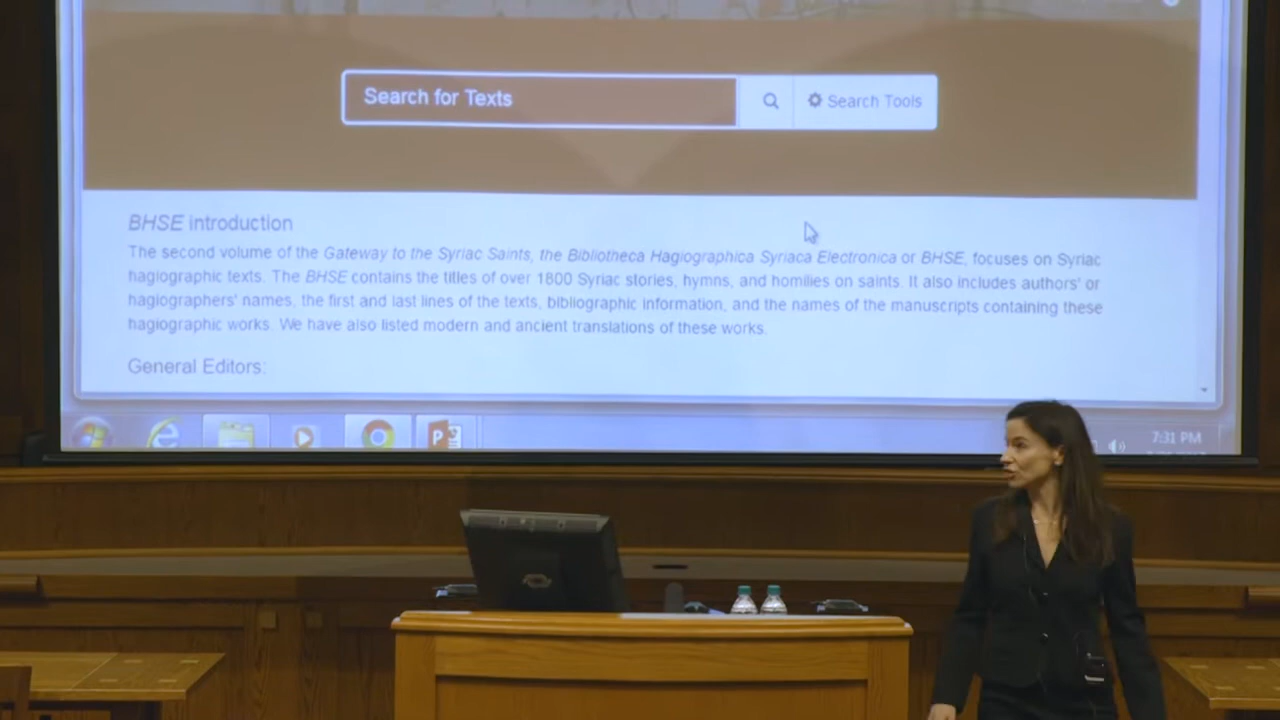 Search for Texts
Search Tools
BHSE introduction
The second volume of the Gateway to the Syriac Saints, the Bibliotheca Hagiographica Syriaca Electronica or BHSE, focuses on Syriac
hagiographic texts. The BHSE contains the titles of over 1800 Syriac stories, hymns, and homilies on saints. It also includes authors' or
hagiographers' names, the first and last lines of the texts, bibliographic information, and the names of the manuscripts containing these
hagiographic works. We have also listed modern and ancient translations of these works.
General Editors:
7:31 PM